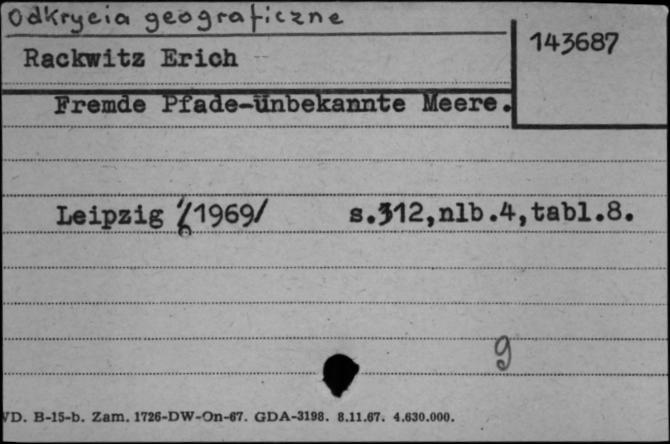 Odkrycia geograficzne
143687
Rackwitz Erich
Fremde Pfade-Unbekannte Meere.
Leipzig /1969/ s.312,nlb.4,tabl.8.
9
VD. B-15-b. Zam. 1726-DW-On-67. GDA-3198. 8.11.67. 4.630.000.